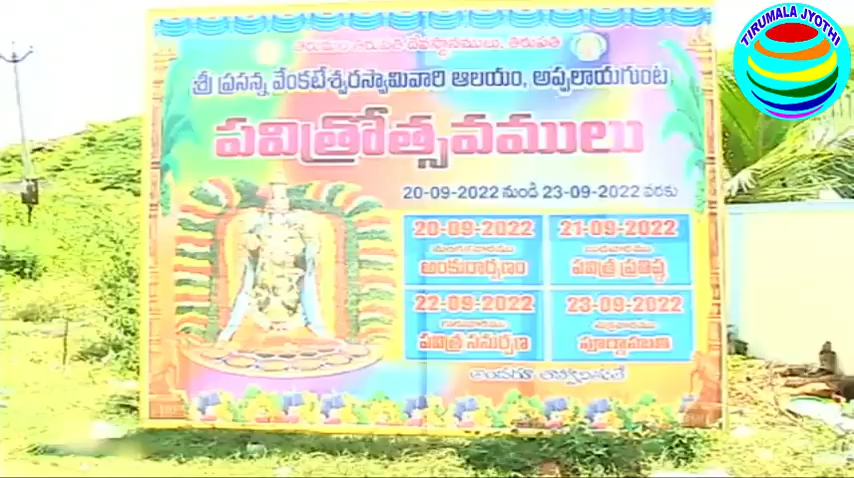 TIRUMALA JYOTHI
తిరుమల తిరుపతి దేవస్థానములు, తిరుపతి
శ్రీ ప్రసన్న వేంకటేశ్వరస్వామివారి ఆలయం, అప్పలాయగుంట
పవిత్రోత్సవములు
20-09-2022 నుండి 23-09-2022 వరకు
20-09-2022
మంగళవారము
అంకురార్పణం
21-09-2022
బుధవారము
పవిత్ర ప్రతిష్ఠ
22-09-2022
గురువారము
పవిత్ర సమర్పణ
23-09-2022
శుక్రవారము
పూర్ణాహుతి
అందరూ ఆహ్వానితులే